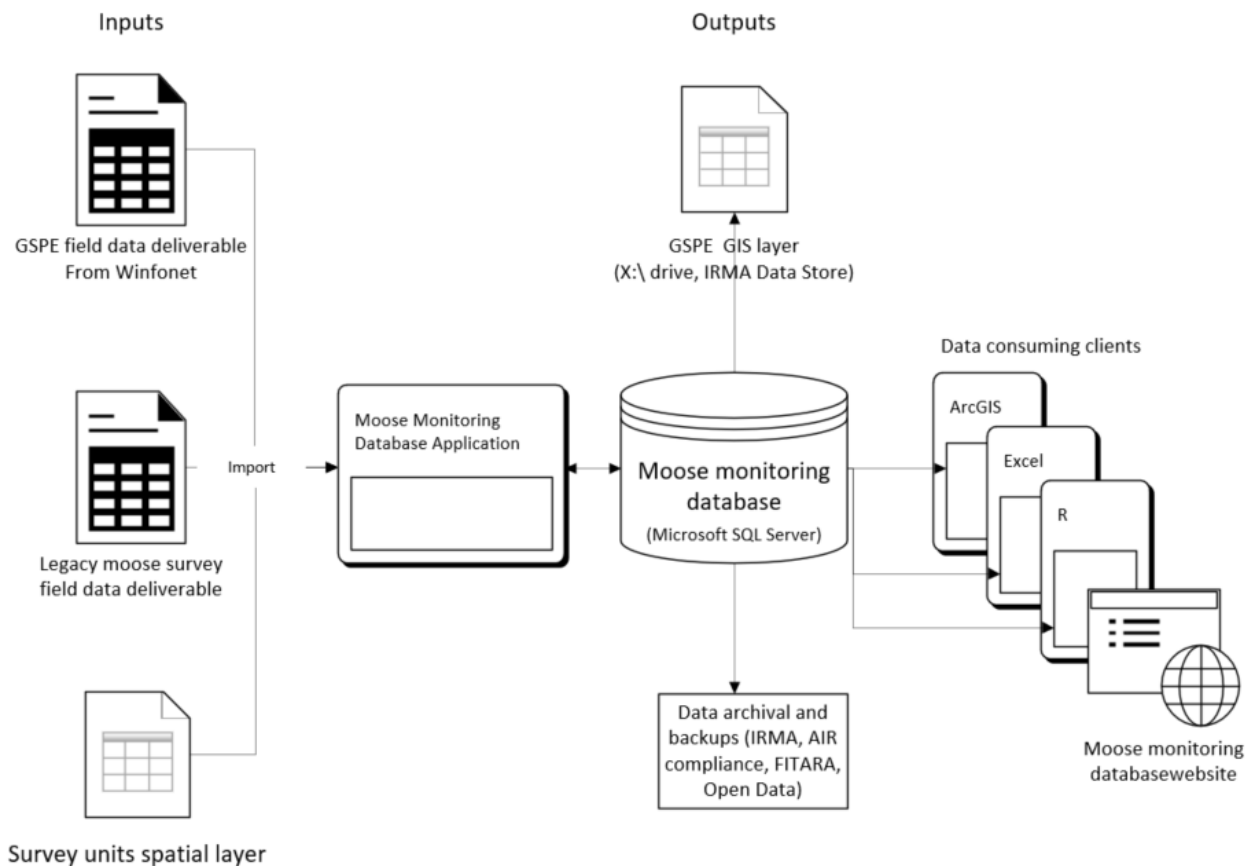 Inputs
Outputs
GSPE field data deliverable
From Winfonet
GSPE GIS layer
(X:\ drive, IRMA Data Store)
Data consuming clients
Moose Monitoring
Database Application
ArcGIS
Excel
R
Import
Moose monitoring
database
(Microsoft SQL Server)
Legacy moose survey
field data deliverable
Data archival and
backups (IRMA, AIR
compliance, FITARA,
Open Data)
Moose monitoring
databasewebsite
Survey units spatial layer